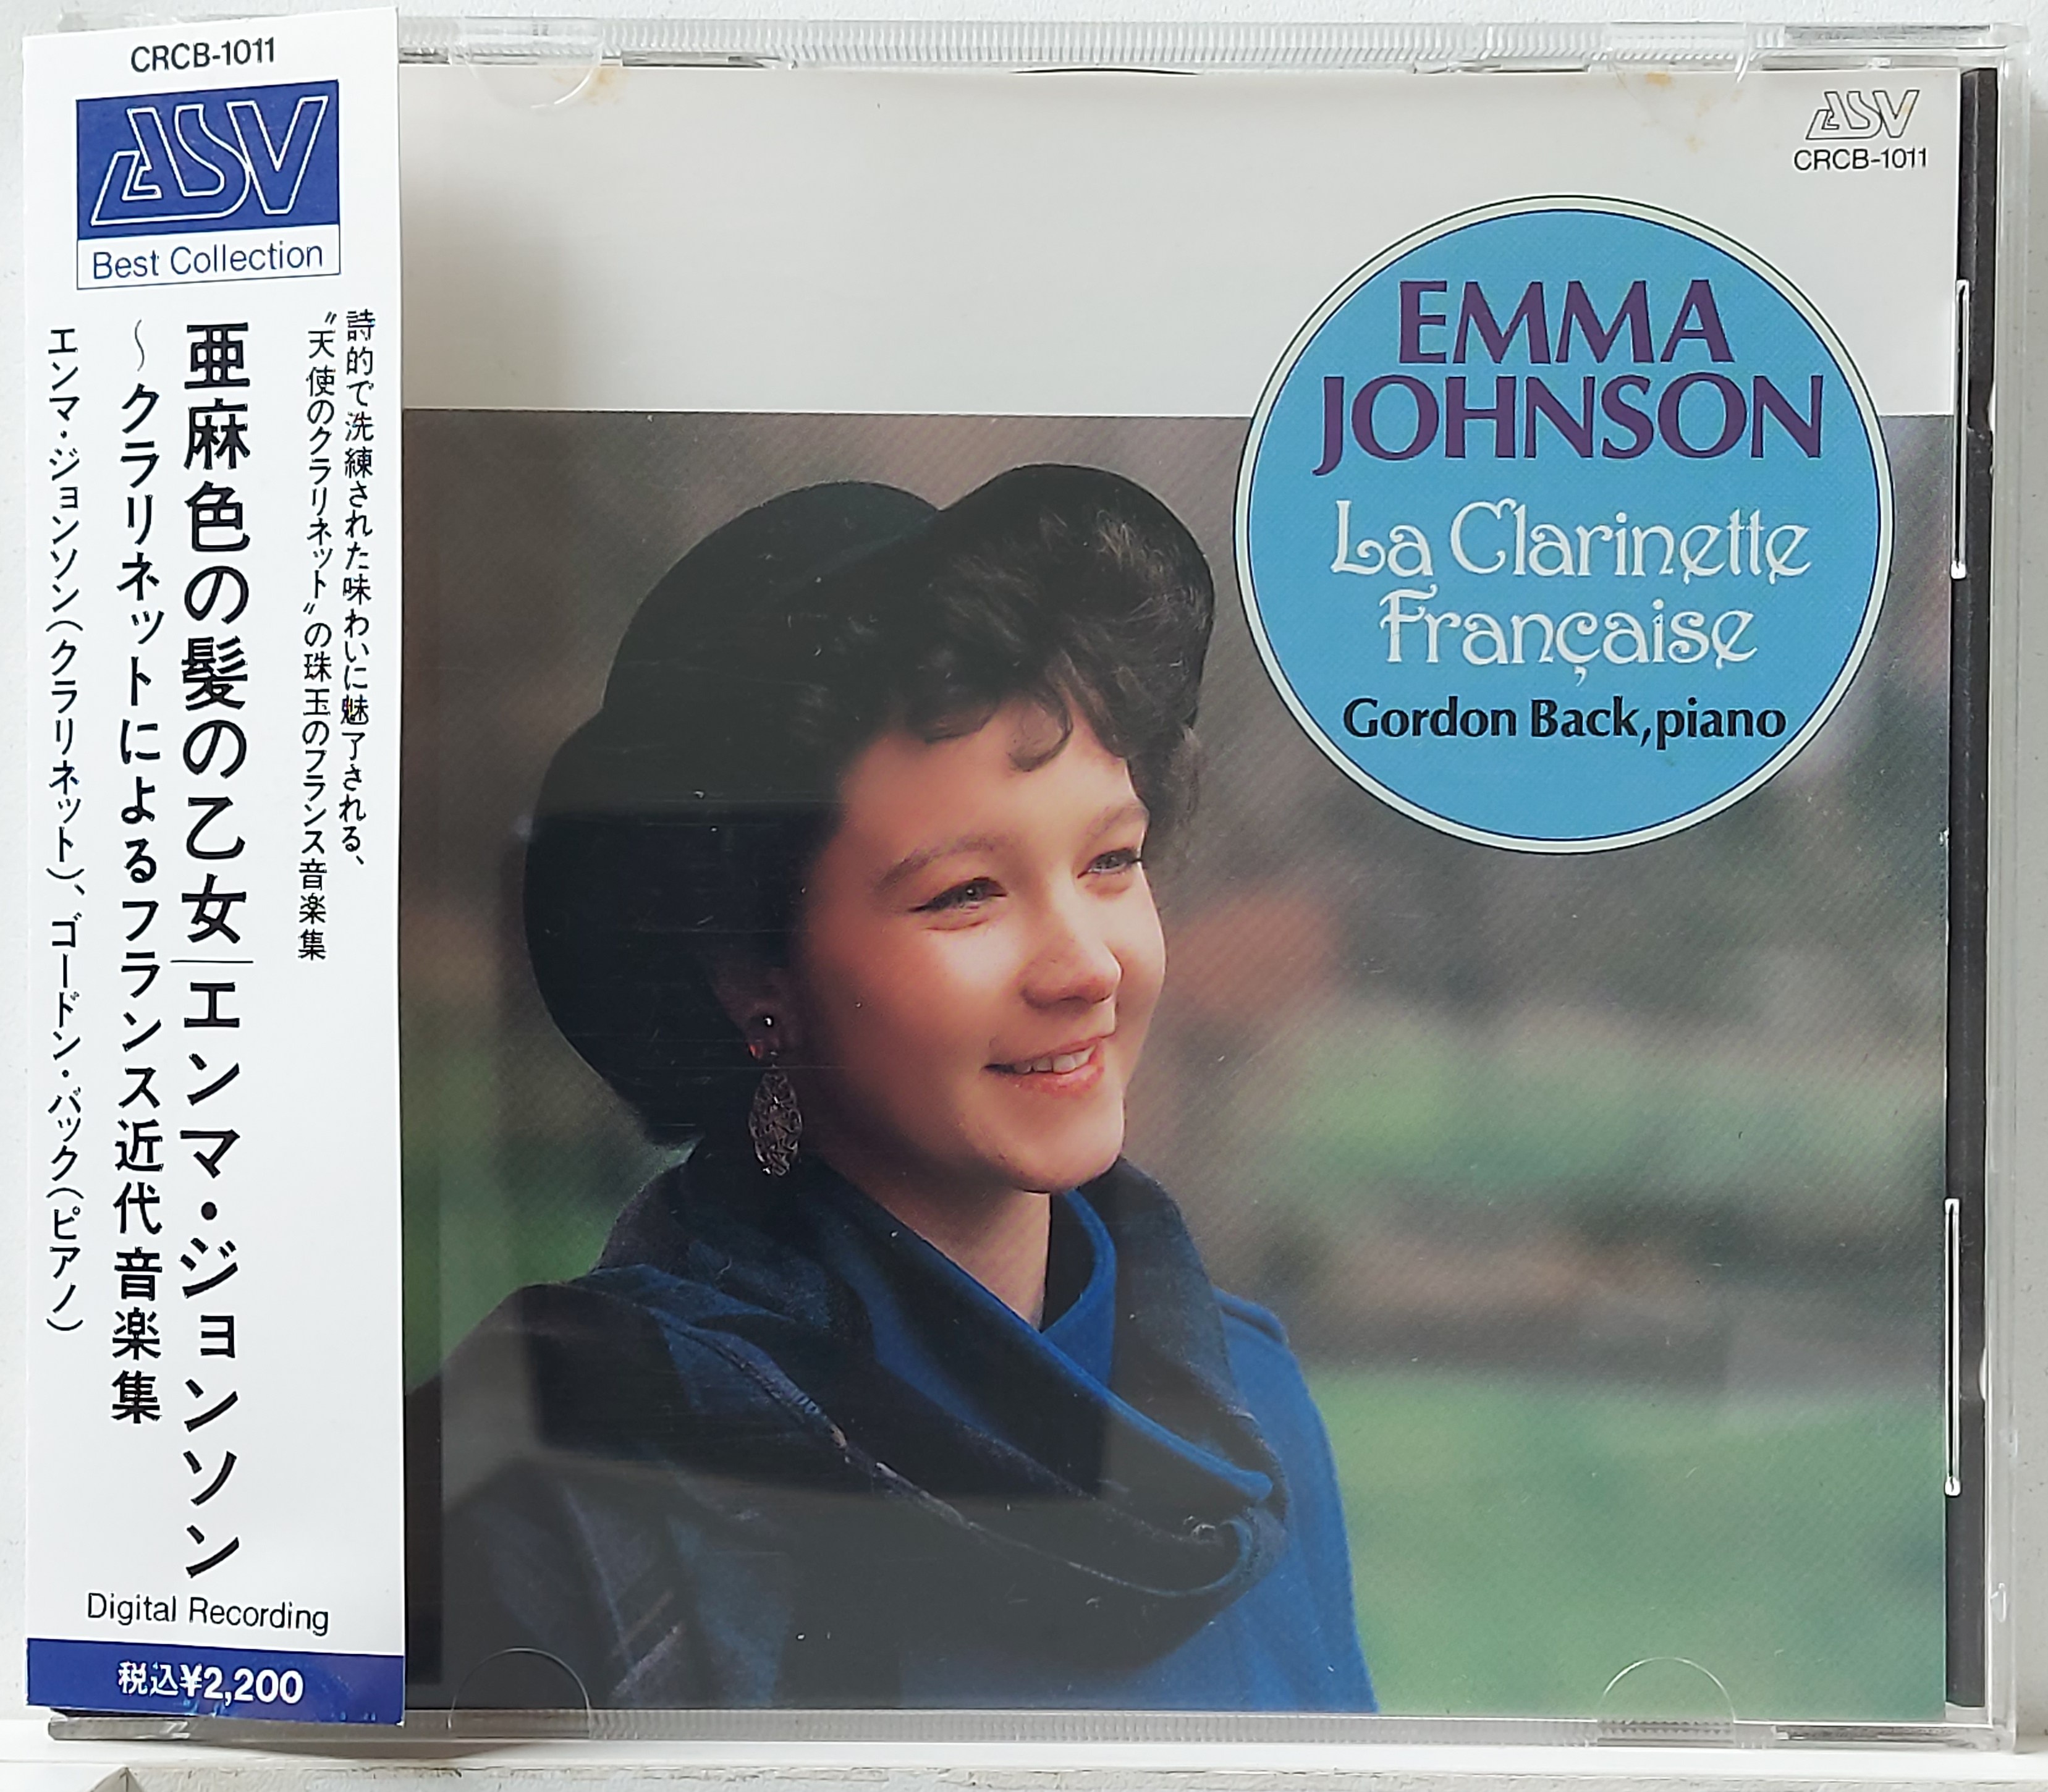 CRCB-1011
ASV
Best Collection
詩的で洗練された味わいに魅了される、
〝天使のクラリネット〟の珠玉のフランス音楽集
亜麻色の髪の乙女|エンマ・ジョンソン
〜クラリネットによるフランス近代音楽集
エンマ・ジョンソン(クラリネット)、ゴードン・バック(ピアノ)
Digital Recording
税込¥2,200
ASV
CRCB-1011
EMMA
JOHNSON
La Clarinette
Française
Gordon Back, piano